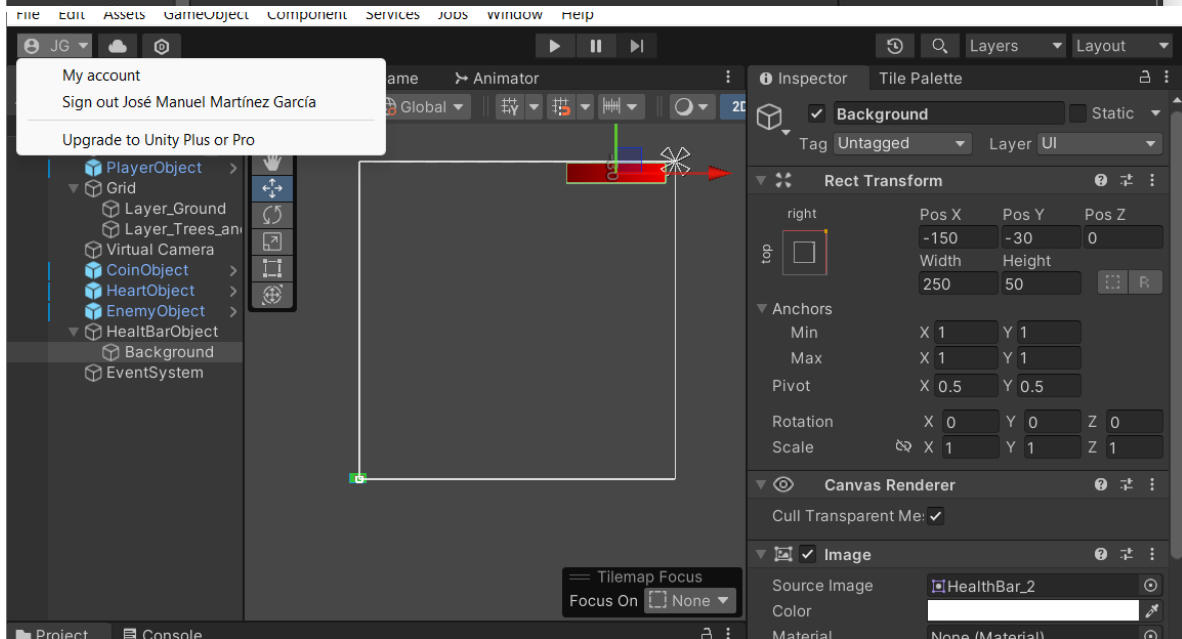 File Edit Assets GameObject Component Services Jobs Window Help
JG Layers Layout
My account
Sign out José Manuel Martínez García
Upgrade to Unity Plus or Pro
ame Animator
Global 2D
PlayerObject
Grid
Layer_Ground
Layer_Trees_an
Virtual Camera
CoinObject
HeartObject
EnemyObject
HealtBarObject
Background
EventSystem
Tilemap Focus
Focus On None
Inspector Tile Palette
Background Static
Tag Untagged Layer UI
Rect Transform
right Pos X Pos Y Pos Z
top -150 -30 0
Width Height
250 50 R
Anchors
Min X 1 Y 1
Max X 1 Y 1
Pivot X 0.5 Y 0.5
Rotation X 0 Y 0 Z 0
Scale X 1 Y 1 Z 1
Canvas Renderer
Cull Transparent Me
Image
Source Image HealthBar_2
Color
Material None (Material)
Project Console